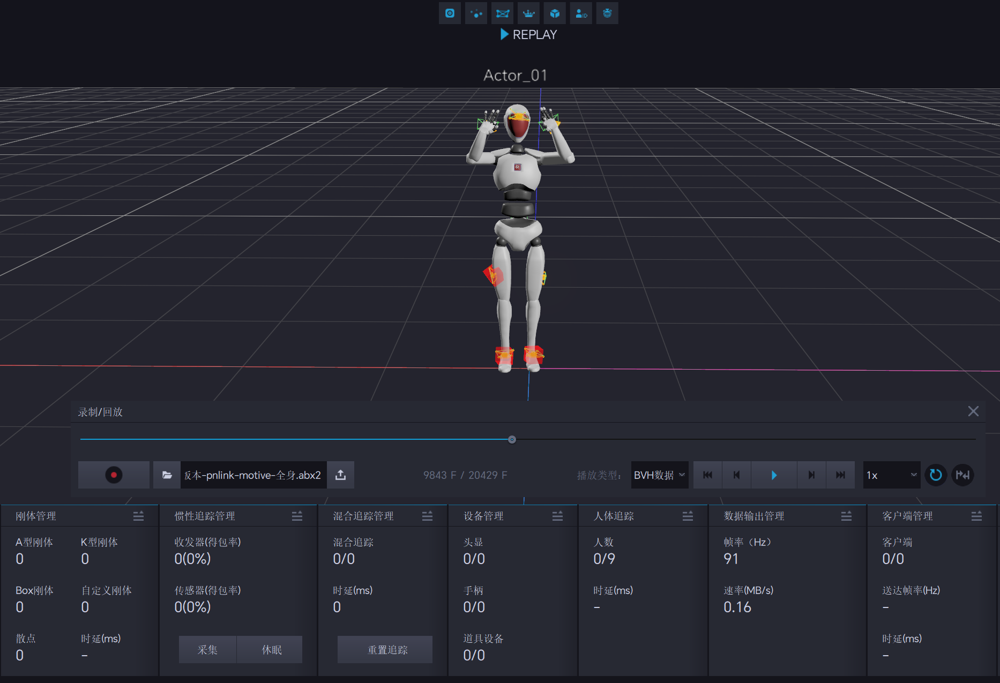 ID
REPLAY
Actor_01
录制/回放
反本-pnlink-motive-全身.abx2
9843 F / 20429 F
播放类型:
BVH数据
1x
刚体管理
A型刚体
K型刚体
0
0
Box刚体
自定义刚体
0
0
散点
时延(ms)
0
–
惯性追踪管理
收发器(得包率)
0(0%)
传感器(得包率)
0(0%)
采集
休眠
混合追踪管理
混合追踪
0/0
时延(ms)
0
重置追踪
设备管理
头显
0/0
手柄
0/0
道具设备
0/0
人体追踪
人数
0/9
时延(ms)
–
数据输出管理
帧率（Hz）
91
速率(MB/s)
0.16
客户端管理
客户端
0/0
送达帧率(Hz)
–
时延(ms)
–